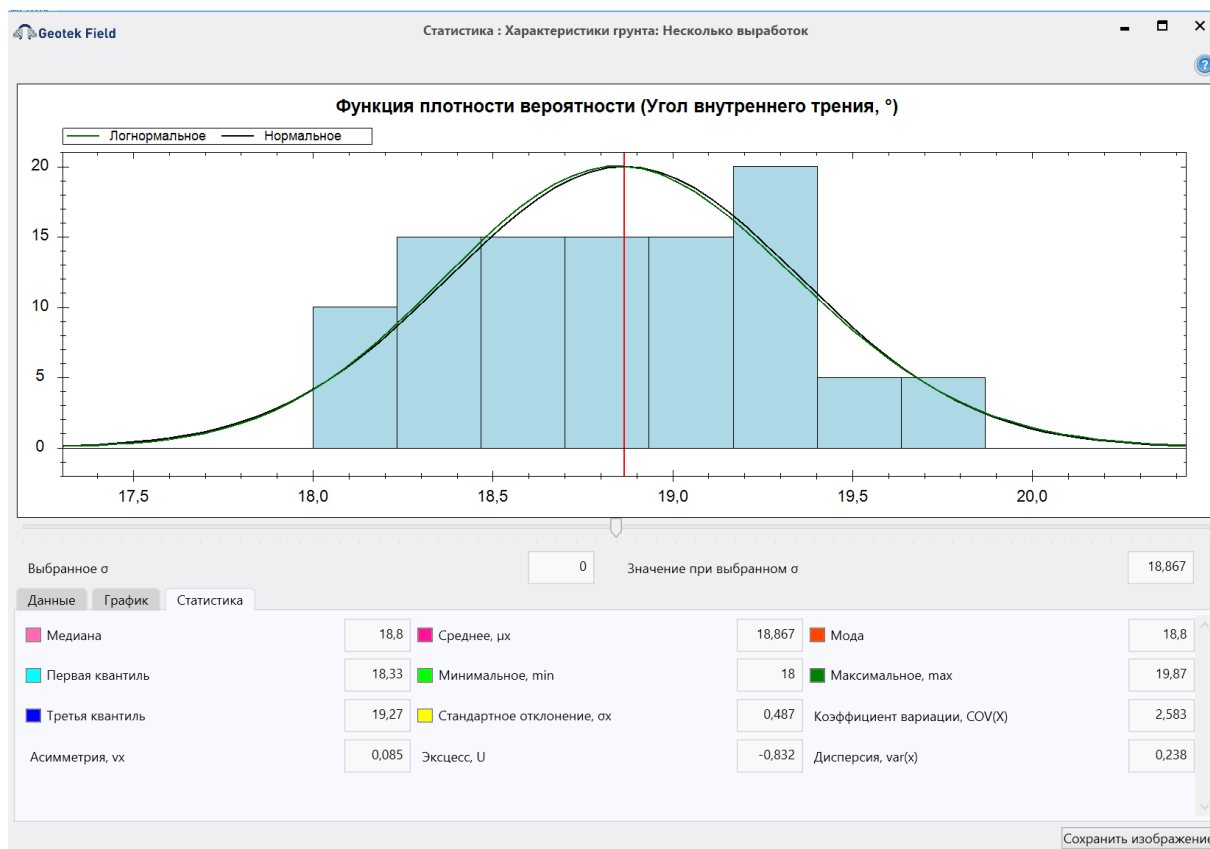 Geotek Field
Статистика : Характеристики грунта: Несколько выработок
?
Функция плотности вероятности (Угол внутреннего трения, °)
Логнормальное Нормальное
20
15
10
5
0
17,5 18,0 18,5 19,0 19,5 20,0
Выбранное σ 0 Значение при выбранном σ 18,867
Данные График Статистика
Медиана 18,8 Среднее, μx 18,867 Мода 18,8
Первая квантиль 18,33 Минимальное, min 18 Максимальное, max 19,87
Третья квантиль 19,27 Стандартное отклонение, σx 0,487 Коэффициент вариации, COV(X) 2,583
Асимметрия, νx 0,085 Эксцесс, U -0,832 Дисперсия, var(x) 0,238
Сохранить изображение